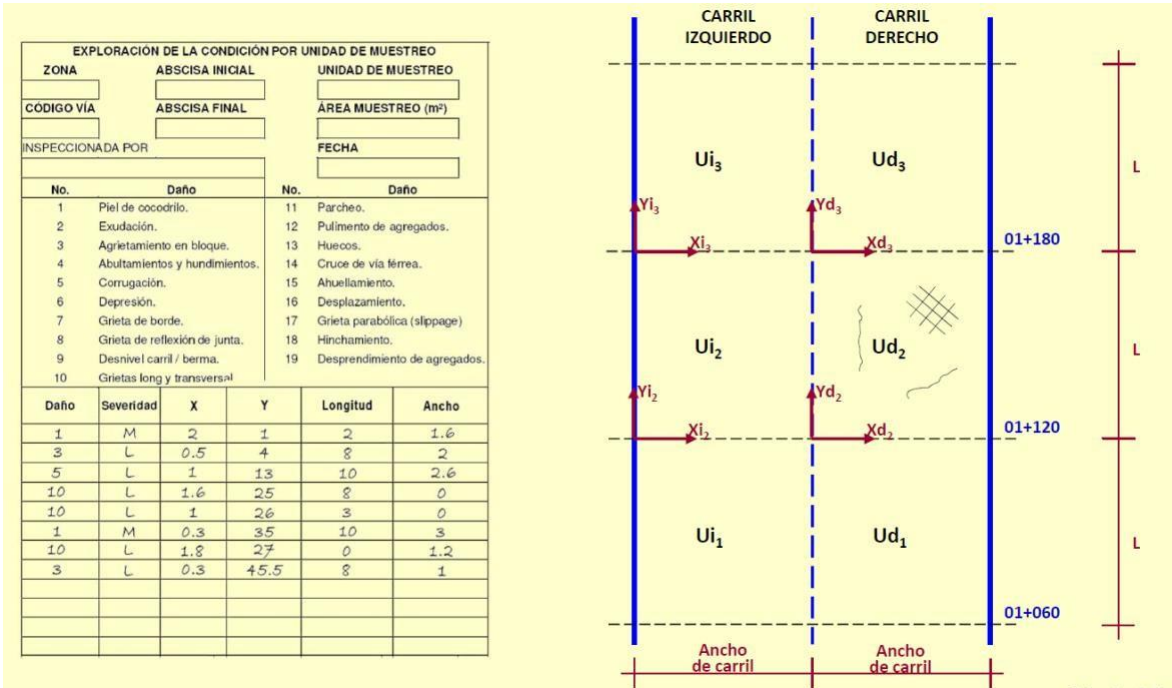 EXPLORACIÓN DE LA CONDICIÓN POR UNIDAD DE MUESTREO
ZONA ABSCISA INICIAL UNIDAD DE MUESTREO
CÓDIGO VÍA ABSCISA FINAL ÁREA MUESTREO (m²)
INSPECCIONADA POR FECHA
No. Daño No. Daño
1 Piel de cocodrilo. 11 Parcheo.
2 Exudación. 12 Pulimento de agregados.
3 Agrietamiento en bloque. 13 Huecos.
4 Abultamientos y hundimientos. 14 Cruce de vía férrea.
5 Corrugación. 15 Ahuellamiento.
6 Depresión. 16 Desplazamiento.
7 Grieta de borde. 17 Grieta parabólica (slippage)
8 Grieta de reflexión de junta. 18 Hinchamiento.
9 Desnivel carril / berma. 19 Desprendimiento de agregados.
10 Grietas long y transversal
Daño Severidad X Y Longitud Ancho
1 M 2 1 2 1.6
3 L 0.5 4 8 2
5 L 1 13 10 2.6
10 L 1.6 25 8 0
10 L 1 26 3 0
1 M 0.3 35 10 3
10 L 1.8 27 0 1.2
3 L 0.3 45.5 8 1
CARRIL IZQUIERDO
CARRIL DERECHO
Ui₃ Ud₃
L
Yi₃ Yd₃
Xi₃ Xd₃ 01+180
Ui₂ Ud₂
L
Yi₂ Yd₂
Xi₂ Xd₂ 01+120
Ui₁ Ud₁
L
01+060
Ancho de carril
Ancho de carril